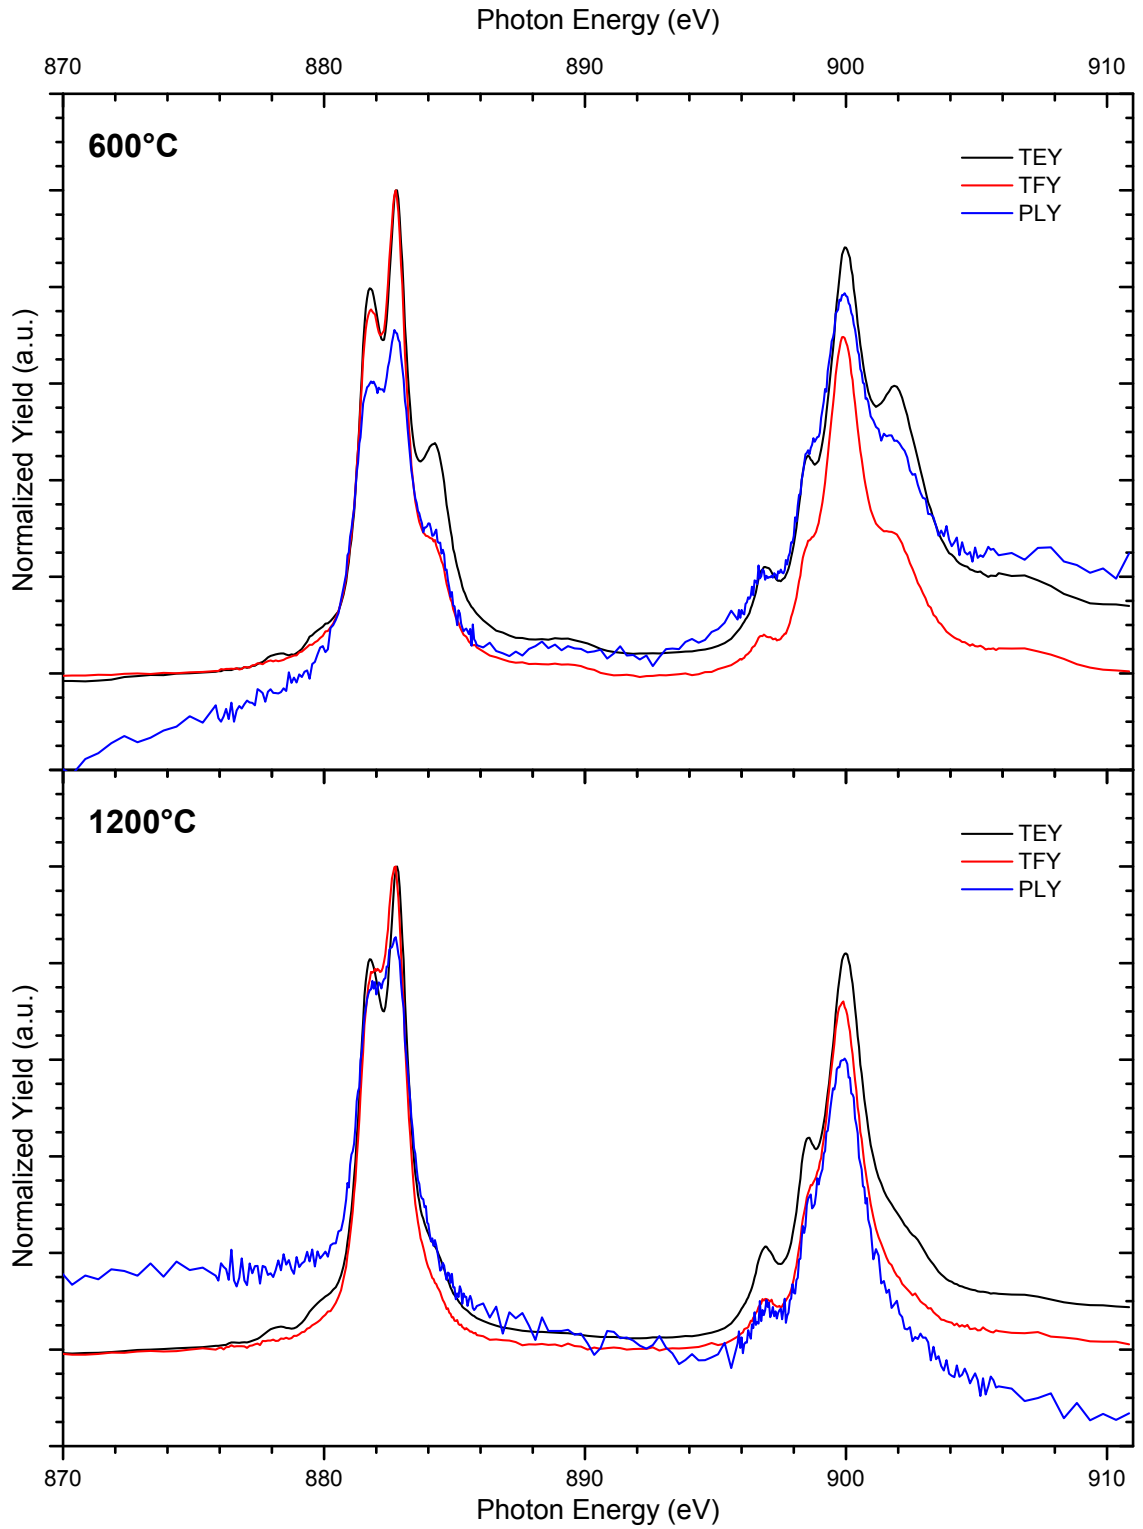 Photon Energy (eV)
870 880 890 900 910
600°C
TEY
TFY
PLY
Normalized Yield (a.u.)
1200°C
TEY
TFY
PLY
Normalized Yield (a.u.)
870 880 890 900 910
Photon Energy (eV)